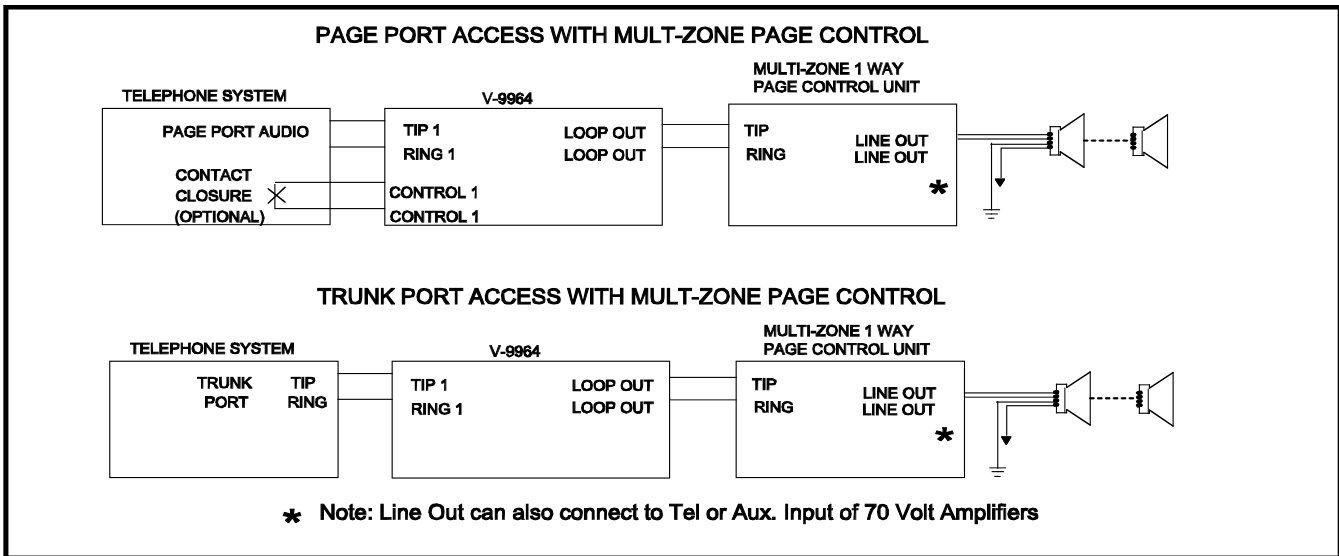 PAGE PORT ACCESS WITH MULT-ZONE PAGE CONTROL
MULTI-ZONE 1 WAY
PAGE CONTROL UNIT
TELEPHONE SYSTEM
V-9964
PAGE PORT AUDIO
TIP 1
LOOP OUT
TIP
RING 1
LOOP OUT
RING
LINE OUT
LINE OUT
CONTACT
CLOSURE
(OPTIONAL)
CONTROL 1
CONTROL 1
*
TRUNK PORT ACCESS WITH MULT-ZONE PAGE CONTROL
MULTI-ZONE 1 WAY
PAGE CONTROL UNIT
TELEPHONE SYSTEM
V-9964
TRUNK
PORT
TIP
RING
TIP 1
RING 1
LOOP OUT
LOOP OUT
TIP
RING
LINE OUT
LINE OUT
*
* Note: Line Out can also connect to Tel or Aux. Input of 70 Volt Amplifiers